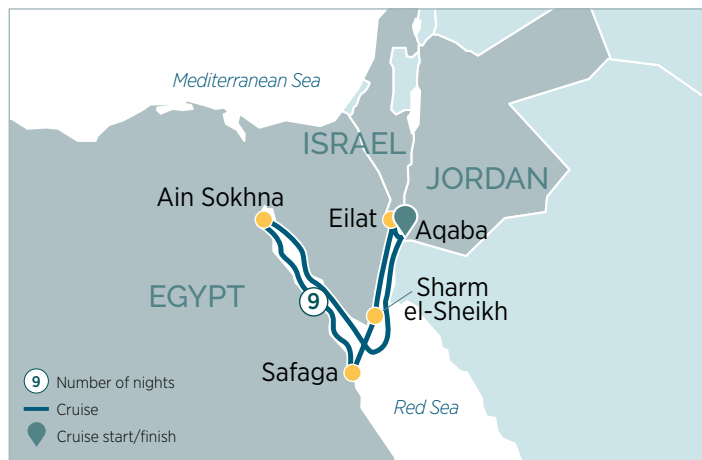 Mediterranean Sea
ISRAEL
JORDAN
Ain Sokhna
Eilat
Aqaba
EGYPT
9
Sharm
el-Sheikh
Safaga
Red Sea
9 Number of nights
Cruise
Cruise start/finish